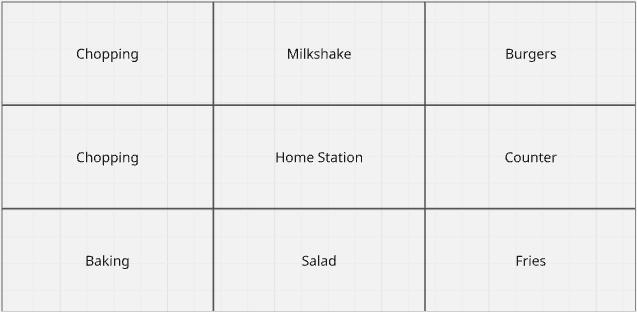 Chopping
Milkshake
Burgers
Chopping
Home Station
Counter
Baking
Salad
Fries